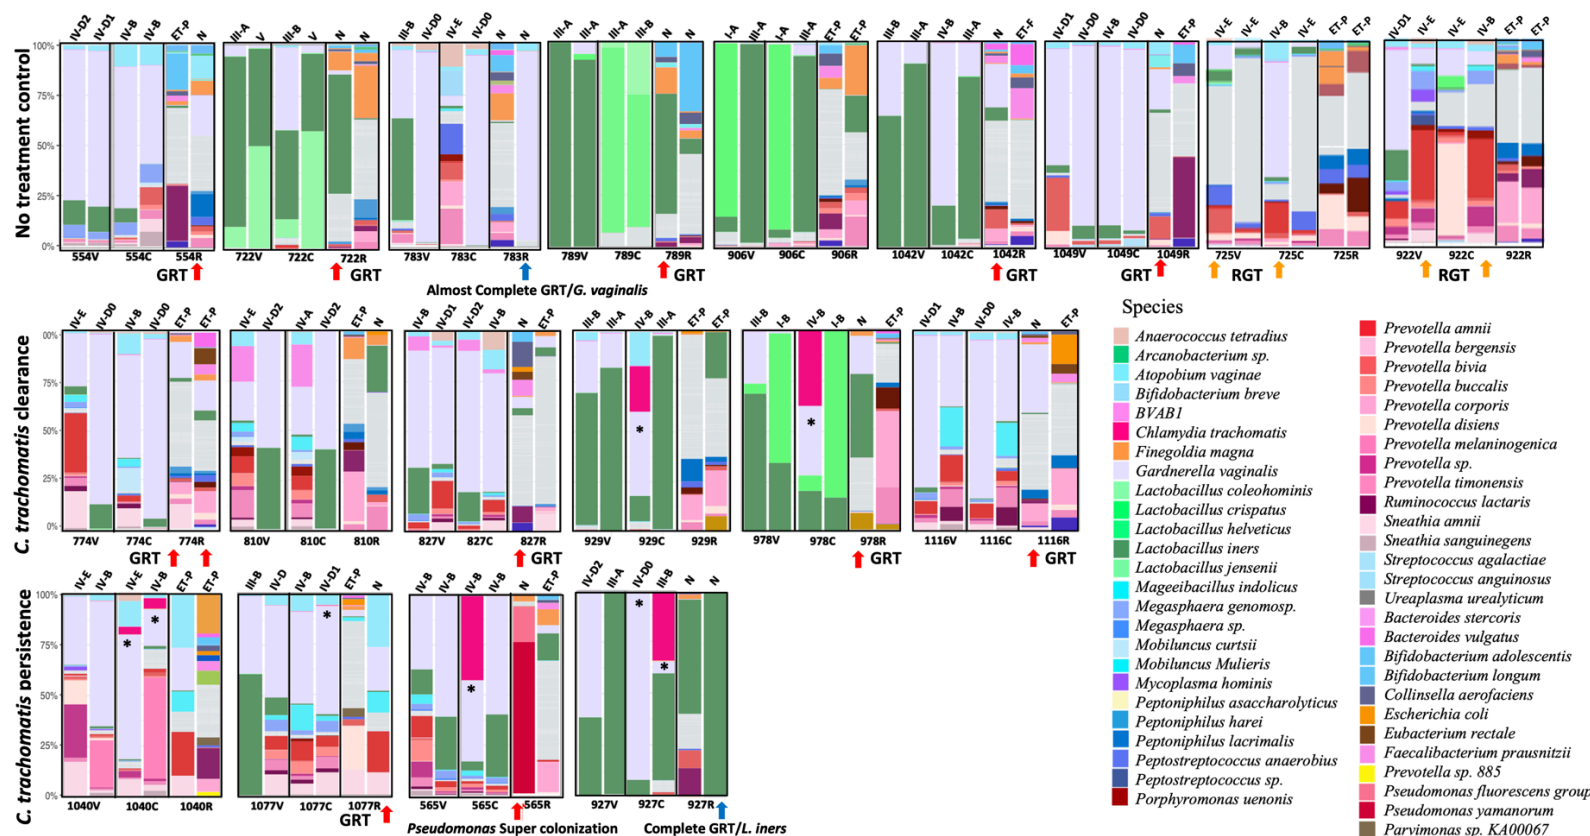 No treatment control
C. trachomatis clearance
C. trachomatis persistence
IV-D2 IV-D1 IV-B IV-B ET-P N
III-A V III-B V N N
III-B IV-D0 IV-E IV-D0 N N
III-A III-A III-A III-B N N
I-A III-A I-A III-A ET-P ET-P
III-B III-A IV-B III-A N ET-F
IV-D1 IV-D0 IV-B IV-D0 N ET-P
IV-E IV-E IV-B IV-E ET-P ET-P
IV-D1 IV-E IV-E IV-B ET-P ET-P
100%
75%
50%
25%
0%
554V 554C 554R
722V 722C 722R
783V 783C 783R
789V 789C 789R
906V 906C 906R
1042V 1042C 1042R
1049V 1049C 1049R
725V 725C 725R
922V 922C 922R
GRT GRT GRT GRT GRT RGT RGT
Almost Complete GRT/G. vaginalis
IV-E IV-D0 IV-B IV-D0 ET-P ET-P
IV-E IV-D2 IV-A IV-D2 ET-P N
IV-B IV-D1 IV-D2 IV-B N ET-P
III-B III-A IV-B III-A ET-P ET-P
III-B I-B IV-B I-B N ET-P
IV-D1 IV-B IV-D0 IV-B N ET-P
00%
75%
50%
25%
0%
* *
774V 774C 774R
810V 810C 810R
827V 827C 827R
929V 929C 929R
978V 978C 978R
1116V 1116C 1116R
GRT GRT GRT GRT
IV-E IV-B IV-E IV-B ET-P ET-P
III-B IV-D IV-B IV-D1 ET-P N
IV-B IV-B IV-B IV-B N ET-P
IV-D2 III-A IV-D0 III-B N N
100%
75%
50%
25%
0%
* * * * * *
1040V 1040C 1040R
1077V 1077C 1077R
565V 565C 565R
927V 927C 927R
GRT
Pseudomonas Super colonization
Complete GRT/L. iners
Species
Anaerococcus tetradius
Arcanobacterium sp.
Atopobium vaginae
Bifidobacterium breve
BVAB1
Chlamydia trachomatis
Finegoldia magna
Gardnerella vaginalis
Lactobacillus coleohominis
Lactobacillus crispatus
Lactobacillus helveticus
Lactobacillus iners
Lactobacillus jensenii
Mageeibacillus indolicus
Megasphaera genomosp.
Megasphaera sp.
Mobiluncus curtsii
Mobiluncus Mulieris
Mycoplasma hominis
Peptoniphilus asaccharolyticus
Peptoniphilus harei
Peptoniphilus lacrimalis
Peptostreptococcus anaerobius
Peptostreptococcus sp.
Porphyromonas uenonis
Prevotella amnii
Prevotella bergensis
Prevotella bivia
Prevotella buccalis
Prevotella corporis
Prevotella disiens
Prevotella melaninogenica
Prevotella sp.
Prevotella timonensis
Ruminococcus lactaris
Sneathia amnii
Sneathia sanguinegens
Streptococcus agalactiae
Streptococcus anginosus
Ureaplasma urealyticum
Bacteroides stercoris
Bacteroides vulgatus
Bifidobacterium adolescentis
Bifidobacterium longum
Collinsella aerofaciens
Escherichia coli
Eubacterium rectale
Faecalibacterium prausnitzii
Prevotella sp. 885
Pseudomonas fluorescens group
Pseudomonas yamanorum
Parvimonas sp. KA00067